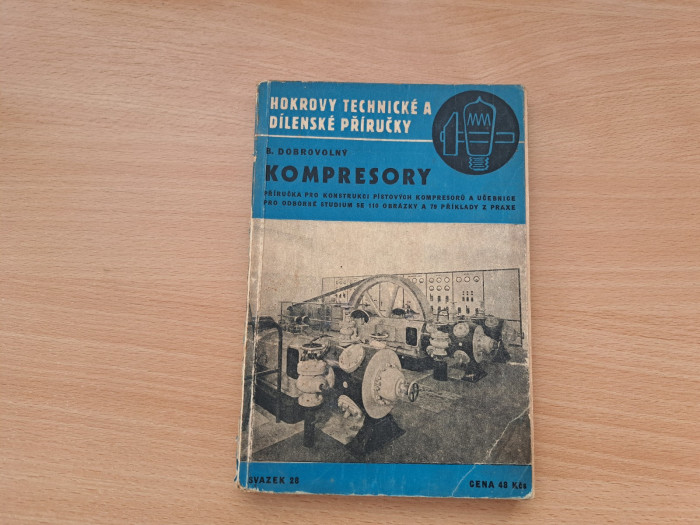 HOKROVY TECHNICKÉ A
DÍLENSKÉ PŘÍRUČKY
B. DOBROVOLNÝ
KOMPRESORY
PŘÍRUČKA PRO KONSTRUKCI PÍSTOVÝCH KOMPRESORŮ A UČEBNICE
PRO ODBORNÉ STUDIUM SE 110 OBRÁZKY A 79 PŘÍKLADY Z PRAXE
SVAZEK 26
CENA 48 Kčs